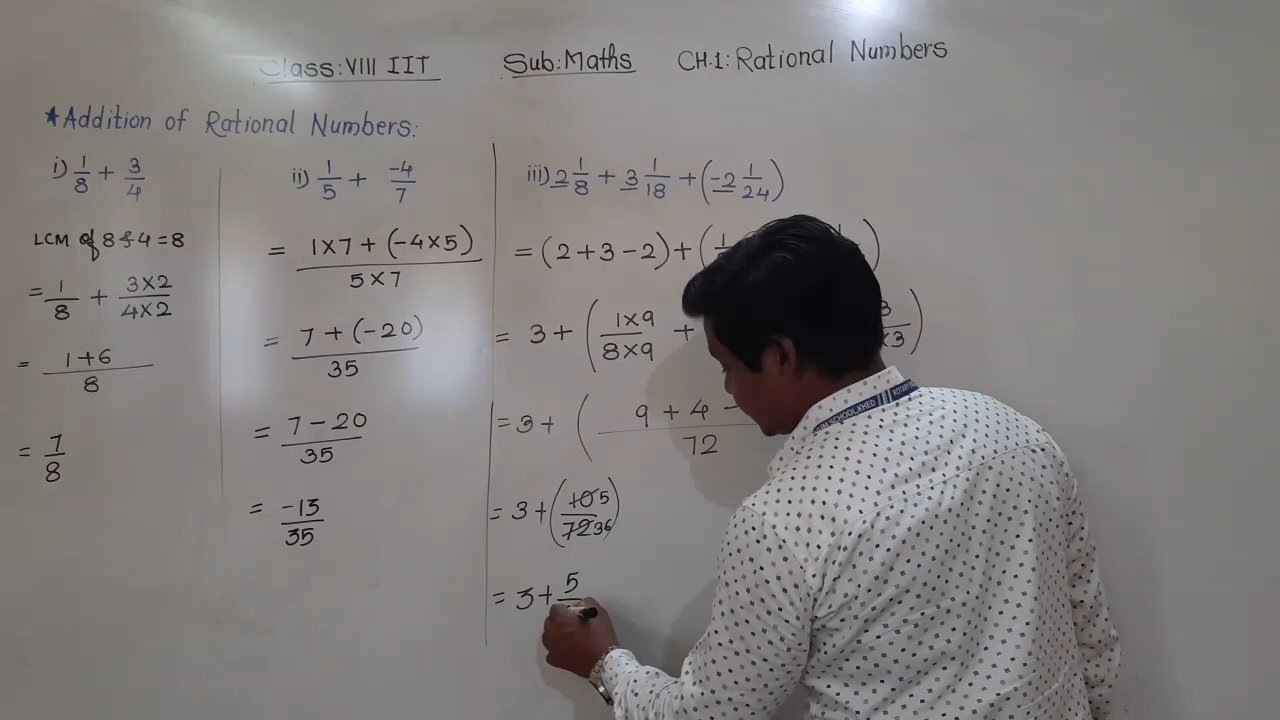 Class:VIII IIT Sub:Maths CH.1: Rational Numbers
★Addition of Rational Numbers:
i) 1/8 + 3/4
LCM of 8 & 4 = 8
= 1/8 + 3×2/4×2
= 1+6/8
= 7/8
ii) 1/5 + -4/7
= 1×7+(-4×5)/5×7
= 7+(-20)/35
= 7-20/35
= -13/35
iii) 2 1/8 + 3 1/18 + (-2 1/24)
= (2+3-2)+(
= 3+(1×9/8×9 +
= 3+( 9+4-/72
= 3+(10 5/72 36)
= 3+5/
SCHOOL,KHED ROTARY